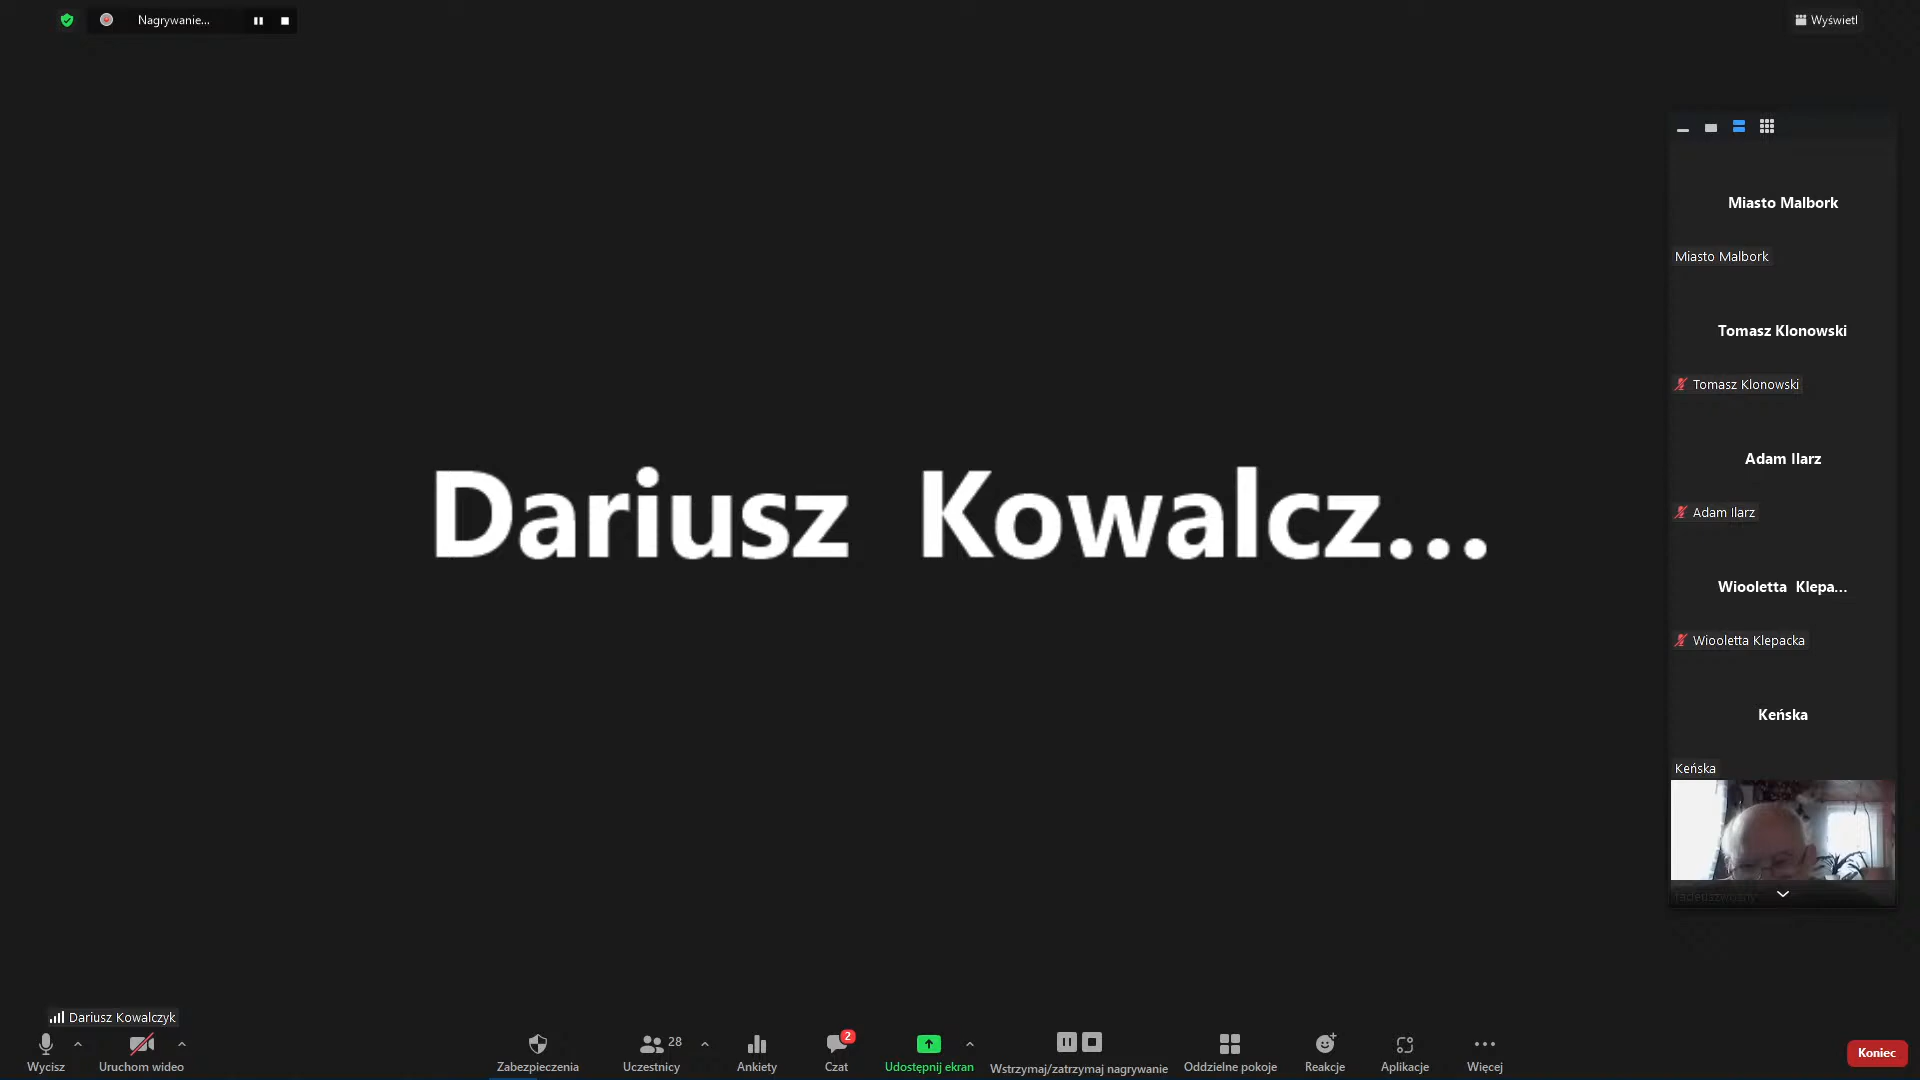 Nagrywanie...
Wyświetl
Miasto Malbork
Miasto Malbork
Tomasz Klonowski
Tomasz Klonowski
Adam Ilarz
Adam Ilarz
Wiooletta Klepa...
Wiooletta Klepacka
Keńska
Keńska
Dariusz Kowalcz...
Dariusz Kowalczyk
Wycisz
Uruchom wideo
Zabezpieczenia
28
Uczestnicy
Ankiety
2
Czat
Udostępnij ekran
Wstrzymaj/zatrzymaj nagrywanie
Oddzielne pokoje
Reakcje
Aplikacje
Więcej
Koniec